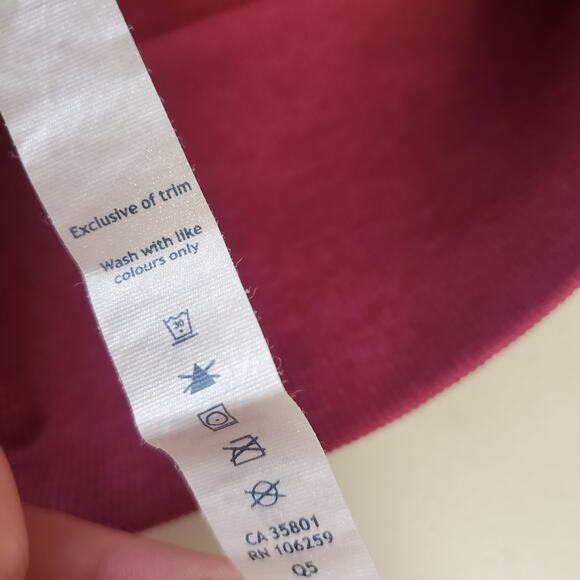 Exclusive of trim
Wash with like
colours only
30
CA 35801
RN 106259
Q5